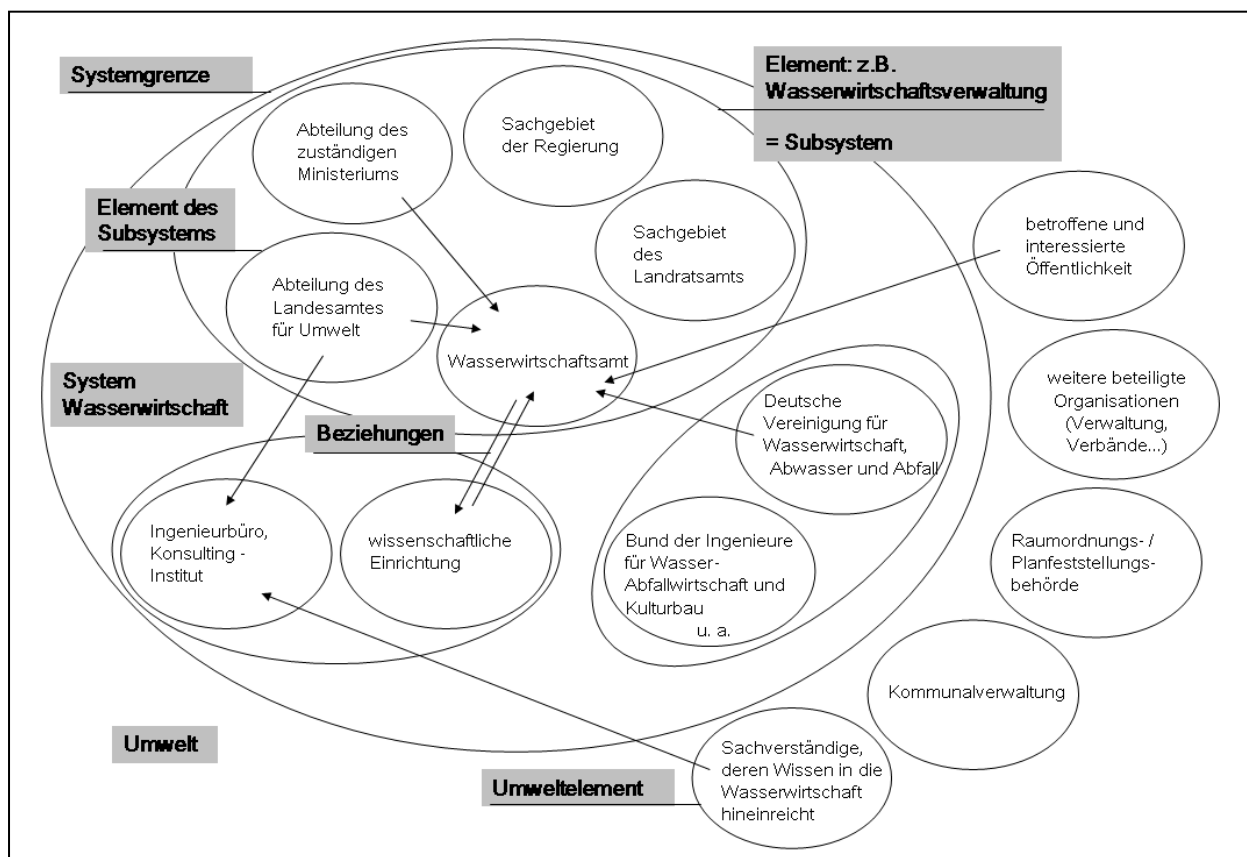 Systemgrenze
Element: z.B.
Wasserwirtschaftsverwaltung
= Subsystem
Abteilung des
zuständigen
Ministeriums
Sachgebiet
der Regierung
Element des
Subsystems
Sachgebiet
des
Landratsamts
betroffene und
interessierte
Öffentlichkeit
Abteilung des
Landesamtes
für Umwelt
Wasserwirtschaftsamt
System
Wasserwirtschaft
Beziehungen
Deutsche
Vereinigung für
Wasserwirtschaft,
Abwasser und Abfall
weitere beteiligte
Organisationen
(Verwaltung,
Verbände...)
Ingenieurbüro,
Konsulting -
Institut
wissenschaftliche
Einrichtung
Bund der Ingenieure
für Wasser-
Abfallwirtschaft und
Kulturbau
u. a.
Raumordnungs- /
Planfeststellungs-
behörde
Kommunalverwaltung
Umwelt
Umweltelement
Sachverständige,
deren Wissen in die
Wasserwirtschaft
hineinreicht